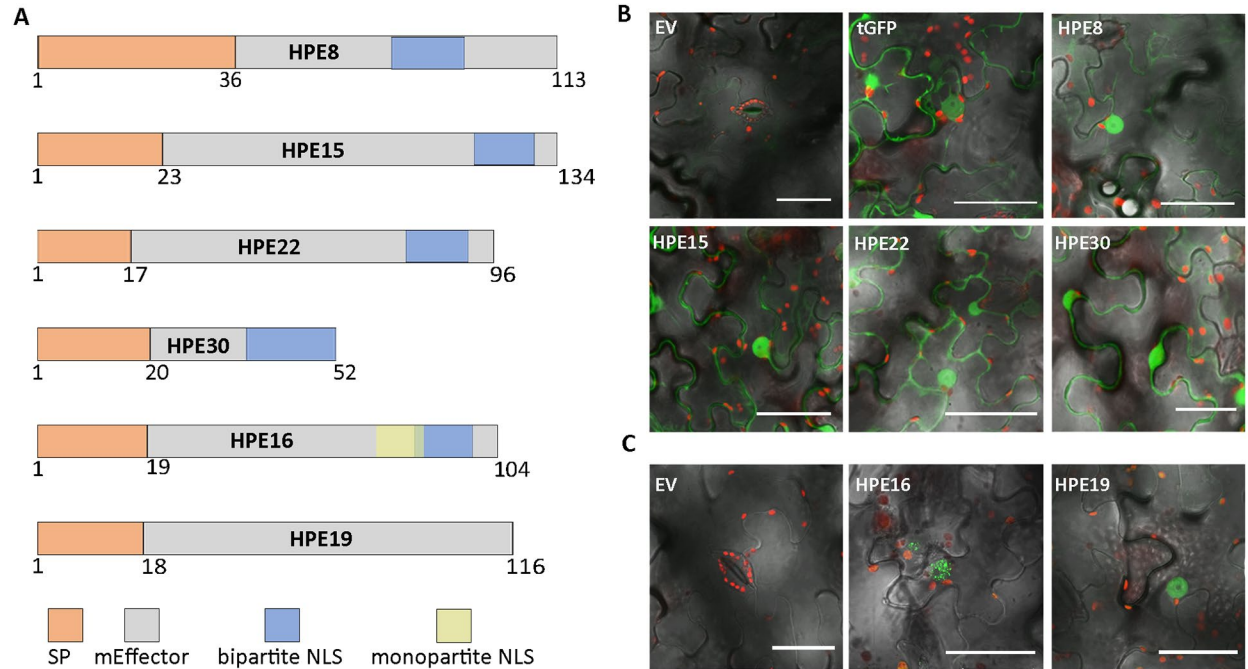 A
HPE8
1 36 113
HPE15
1 23 134
HPE22
1 17 96
HPE30
1 20 52
HPE16
1 19 104
HPE19
1 18 116
SP mEffector bipartite NLS monopartite NLS
B
EV tGFP HPE8
HPE15 HPE22 HPE30
C
EV HPE16 HPE19